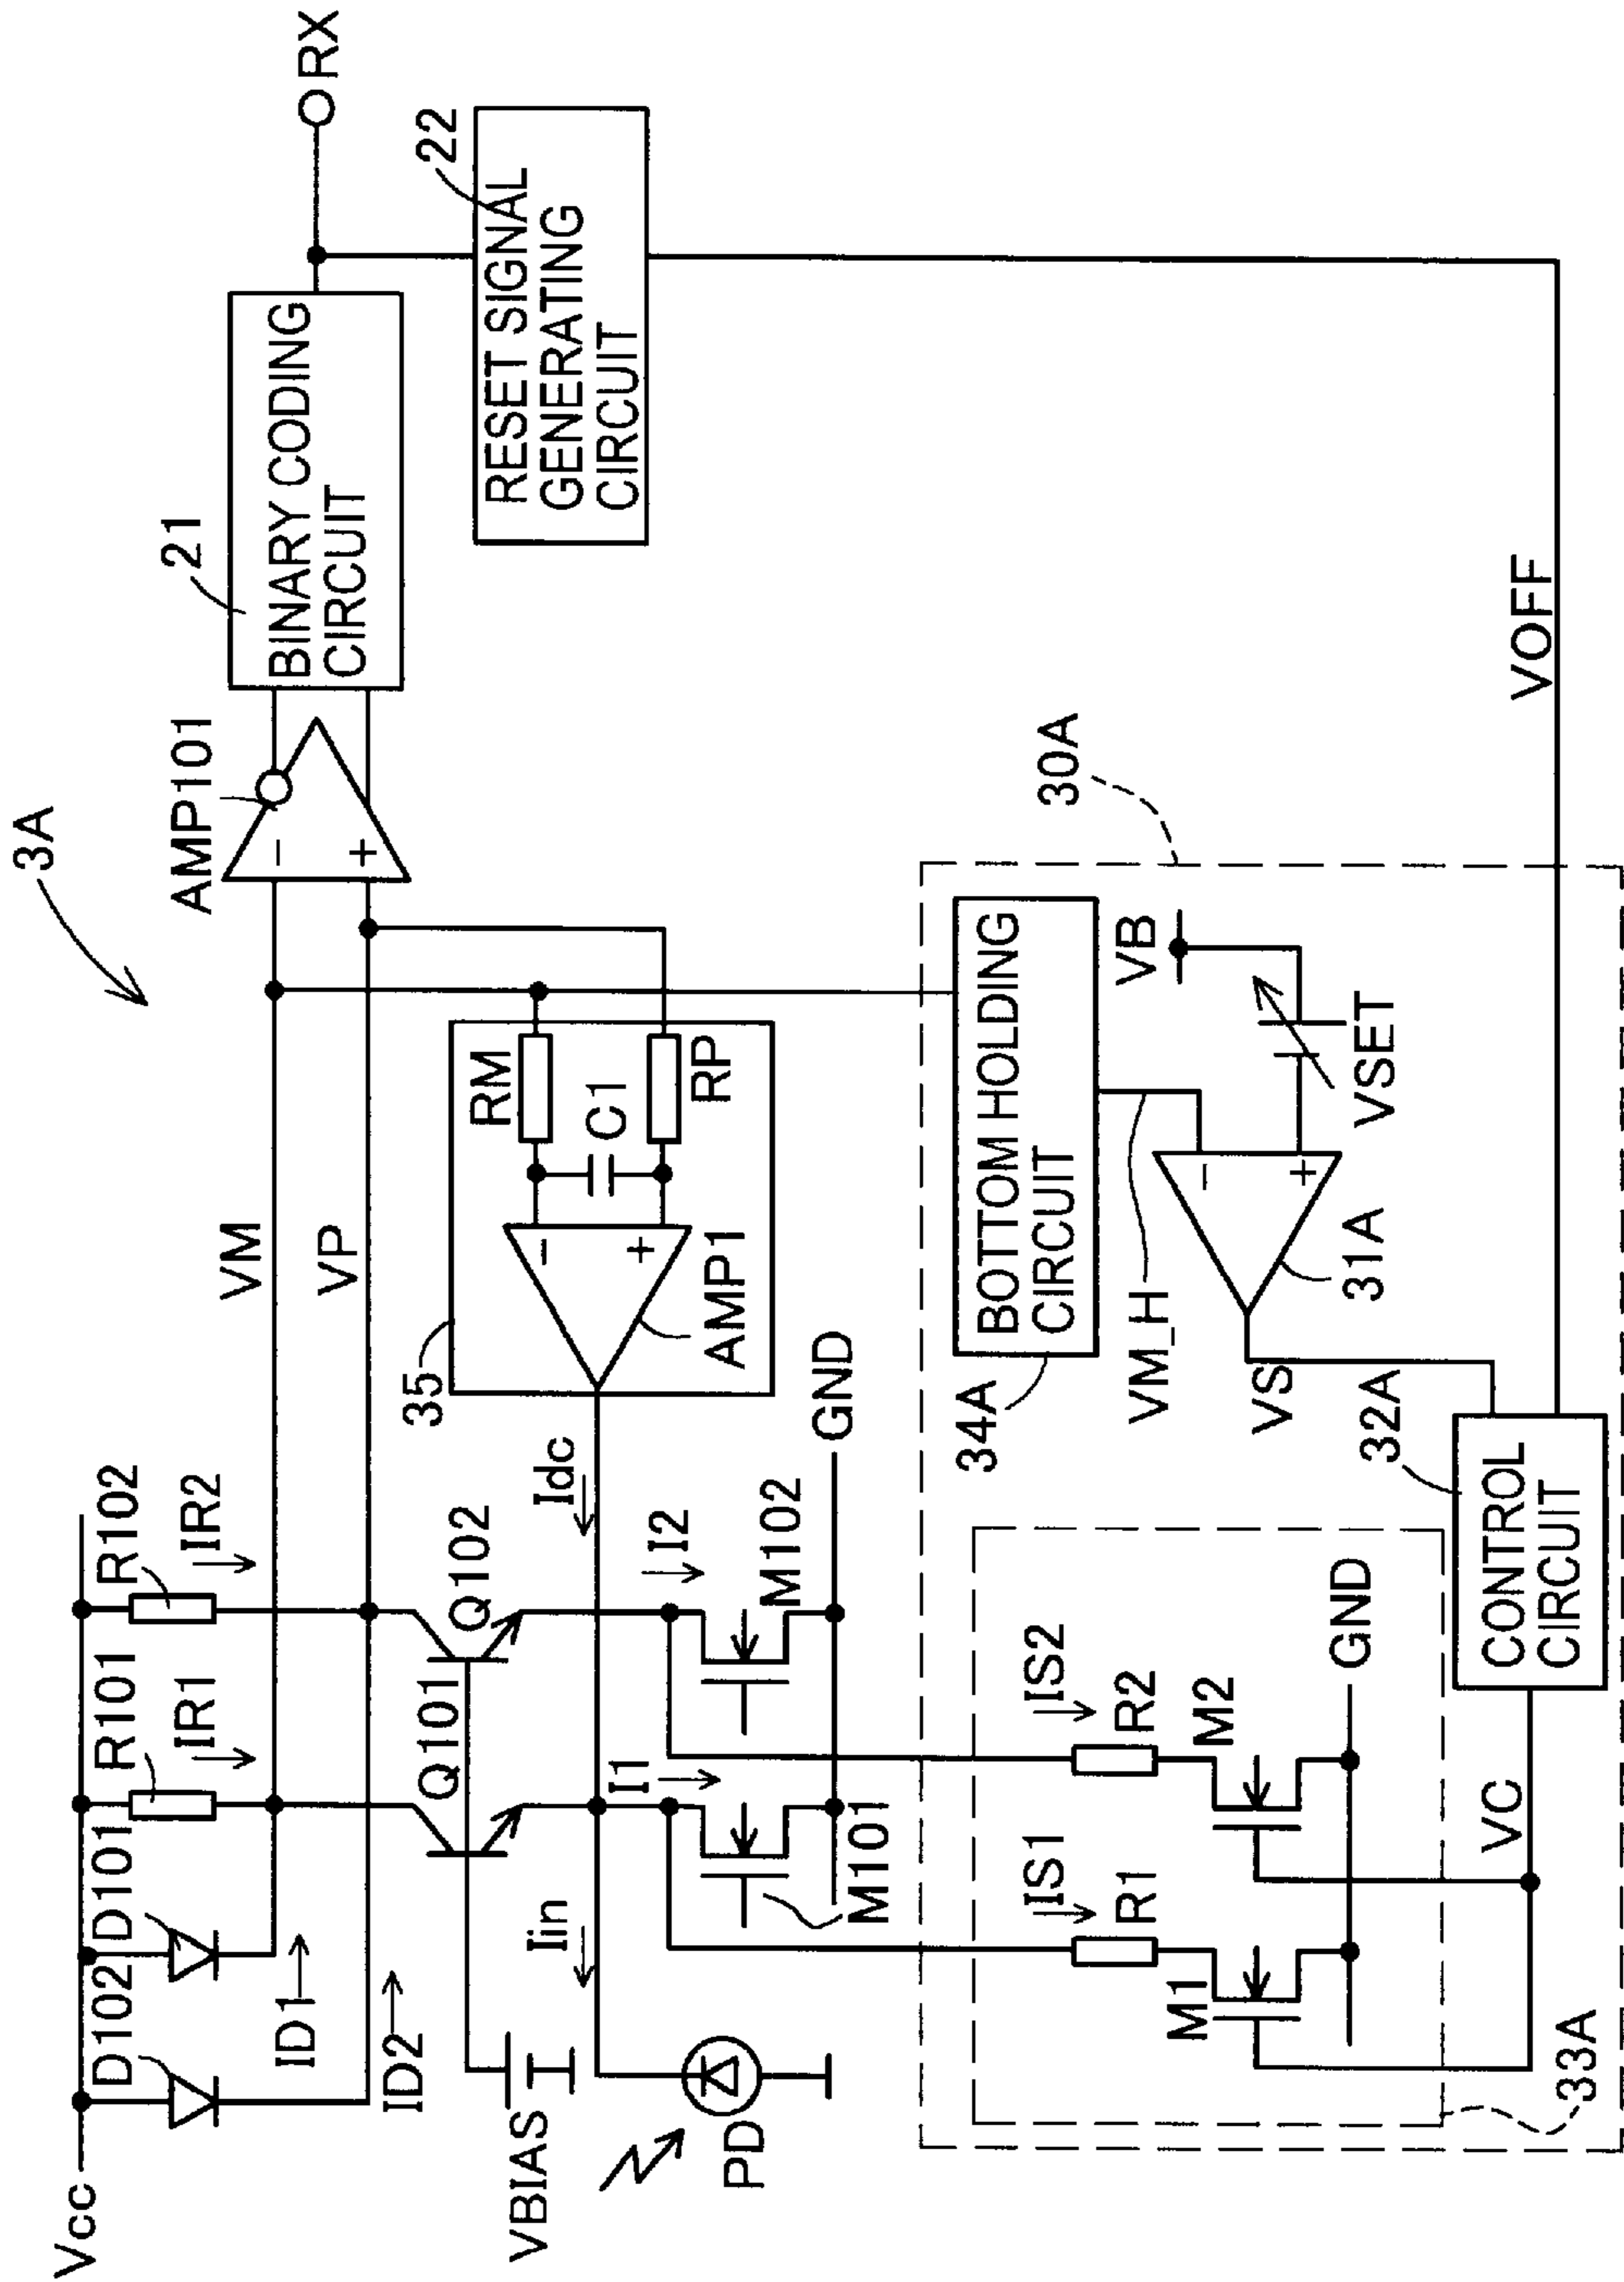 3A
Vcc
D102
D101
R101
R102
IR1
IR2
ID1
ID2
VM
VP
AMP101
−
+
21
BINARY CODING
CIRCUIT
RX
22
RESET SIGNAL
GENERATING
CIRCUIT
VBIAS
Q101
Q102
35
RM
C1
RP
−
+
AMP1
Idc
Iin
PD
I1
I2
M101
M102
GND
30A
34A
BOTTOM HOLDING
CIRCUIT
VB
VSET
VM_H
−
+
31A
VS
VOFF
32A
CONTROL
CIRCUIT
IS1
IS2
R1
R2
M1
M2
GND
VC
33A